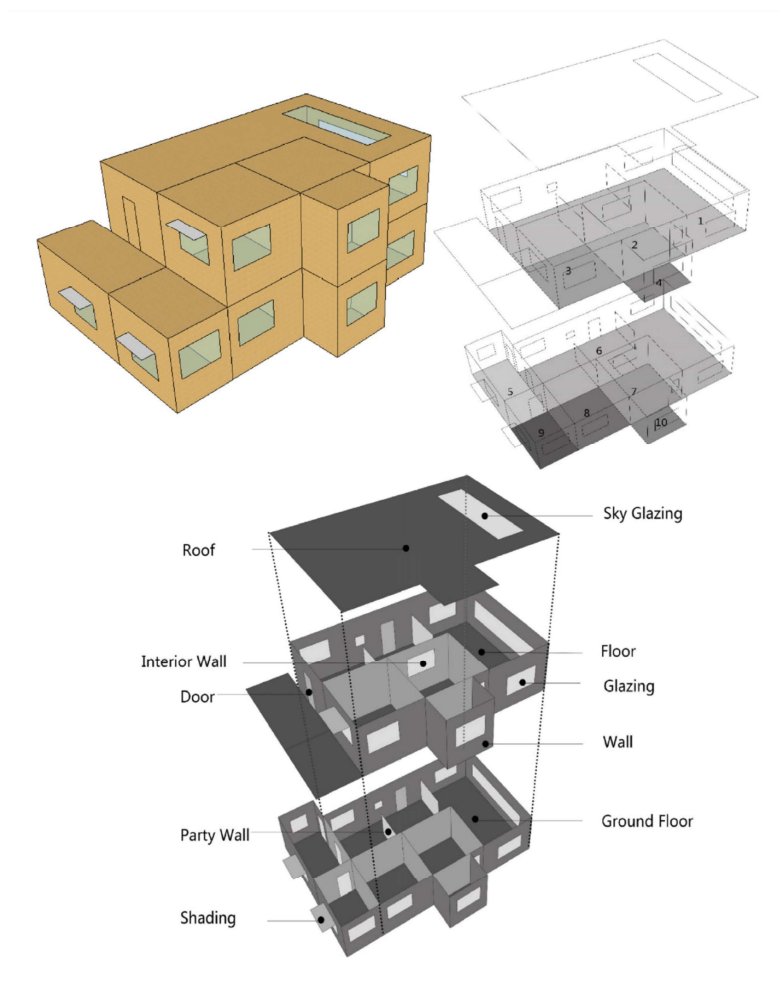 1
2
3
4
6
5
7
8
9
10
Sky Glazing
Roof
Interior Wall
Floor
Door
Glazing
Wall
Party Wall
Ground Floor
Shading